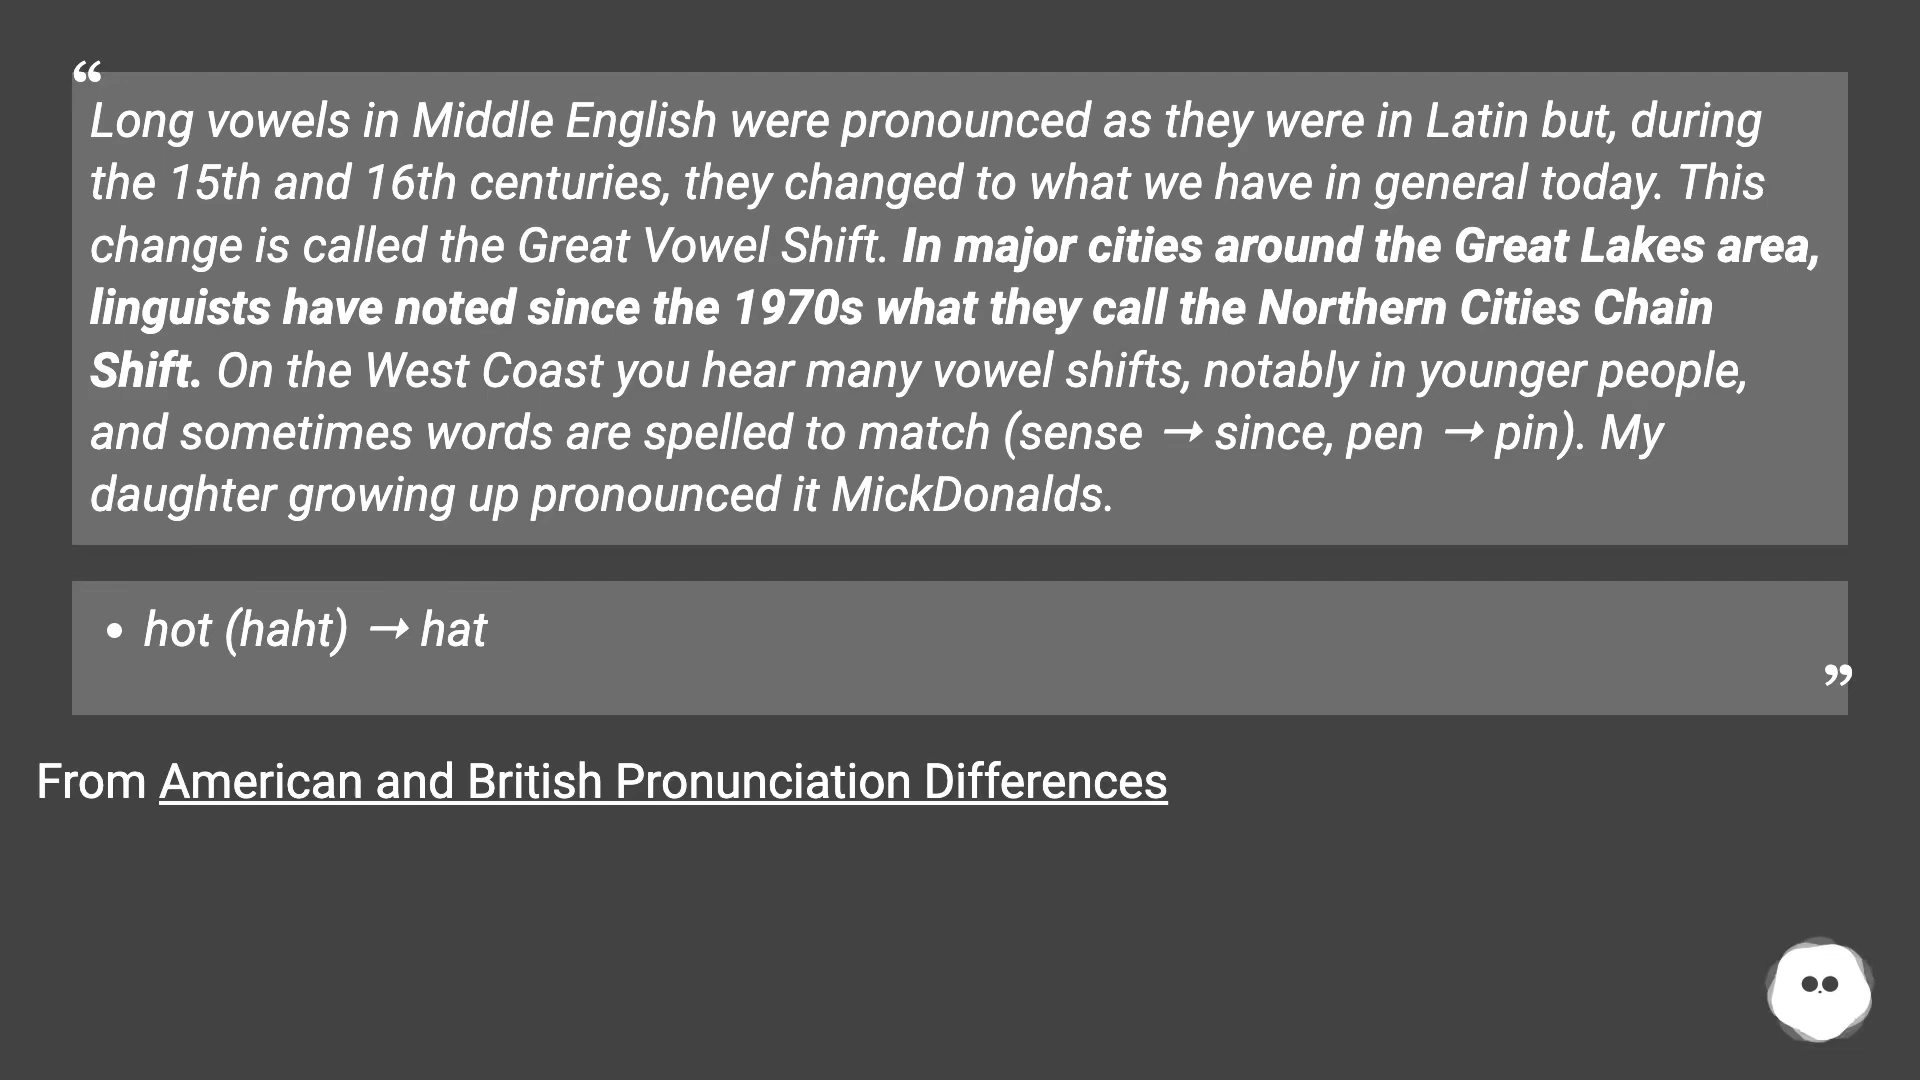 “
Long vowels in Middle English were pronounced as they were in Latin but, during
the 15th and 16th centuries, they changed to what we have in general today. This
change is called the Great Vowel Shift. In major cities around the Great Lakes area,
linguists have noted since the 1970s what they call the Northern Cities Chain
Shift. On the West Coast you hear many vowel shifts, notably in younger people,
and sometimes words are spelled to match (sense → since, pen → pin). My
daughter growing up pronounced it MickDonalds.
• hot (haht) → hat
”
From American and British Pronunciation Differences